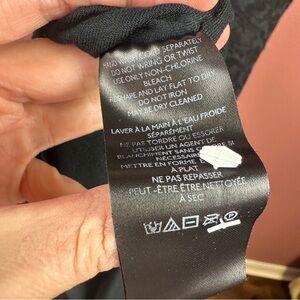 HAND WASH COLD SEPARATELY
DO NOT WRING OR TWIST
USE ONLY NON-CHLORINE
BLEACH
RESHAPE AND LAY FLAT TO DRY
DO NOT IRON
MAY BE DRY CLEANED
LAVER À LA MAIN À L'EAU FROIDE
SÉPARÉMENT
NE PAS TORDRE OU ESSORER
UTILISER UN AGENT DE
BLANCHIMENT SANS
NÉCESSAIRE
METTRE EN FORME
À PLAT
NE PAS REPASSER
PEUT-ÊTRE ÊTRE NETTOYÉE
À SEC